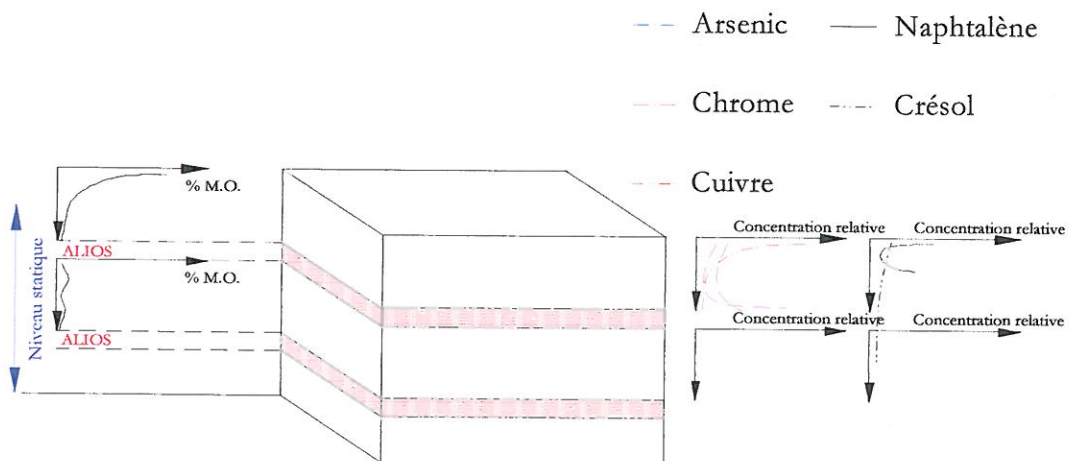 Arsenic Naphtalène
Chrome Crésol
Cuivre
% M.O.
ALIOS
% M.O.
ALIOS
Niveau statique
Concentration relative Concentration relative
Concentration relative Concentration relative